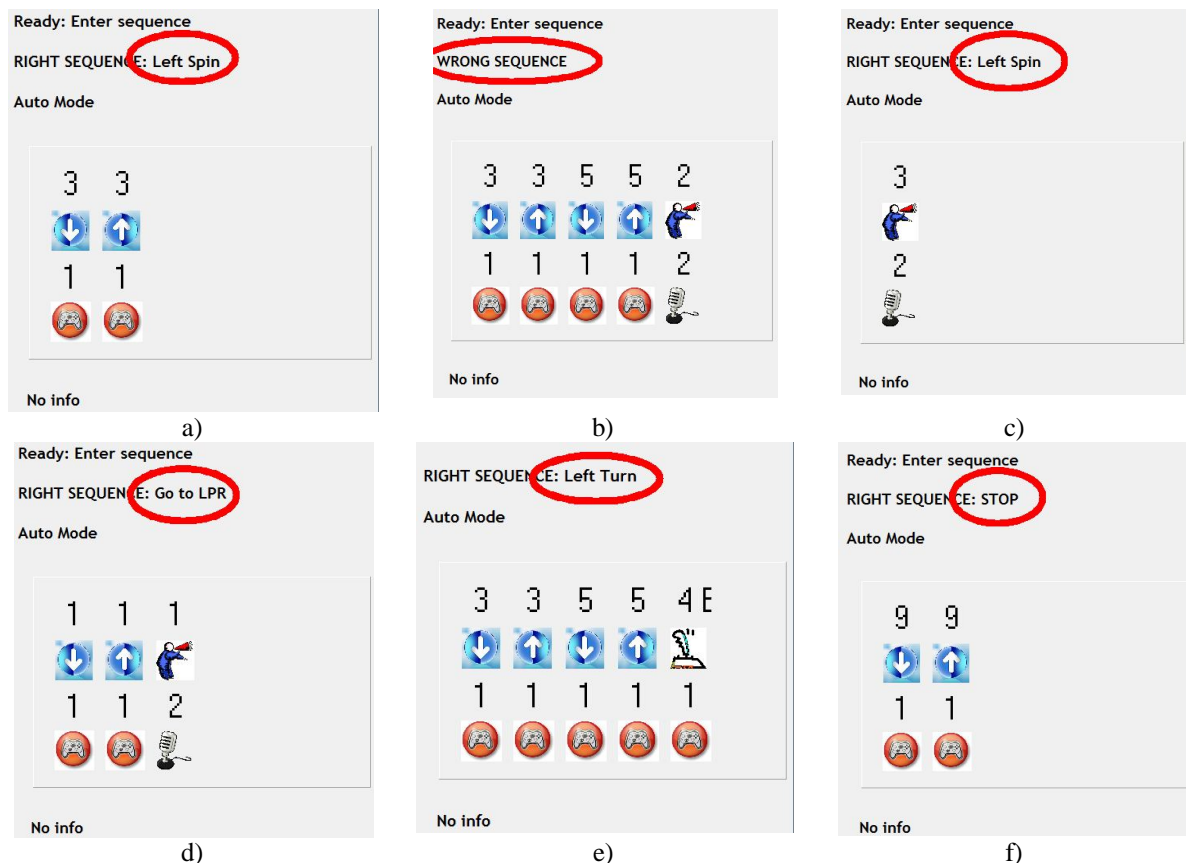 Ready: Enter sequence
RIGHT SEQUENCE: Left Spin
Auto Mode
3 3
1 1
No info
a)
Ready: Enter sequence
WRONG SEQUENCE
Auto Mode
3 3 5 5 2
1 1 1 1 2
No info
b)
Ready: Enter sequence
RIGHT SEQUENCE: Left Spin
Auto Mode
3
2
No info
c)
Ready: Enter sequence
RIGHT SEQUENCE: Go to LPR
Auto Mode
1 1 1
1 1 2
No info
d)
RIGHT SEQUENCE: Left Turn
Auto Mode
3 3 5 5 4 E
1 1 1 1 1
No info
e)
Ready: Enter sequence
RIGHT SEQUENCE: STOP
Auto Mode
9 9
1 1
No info
f)